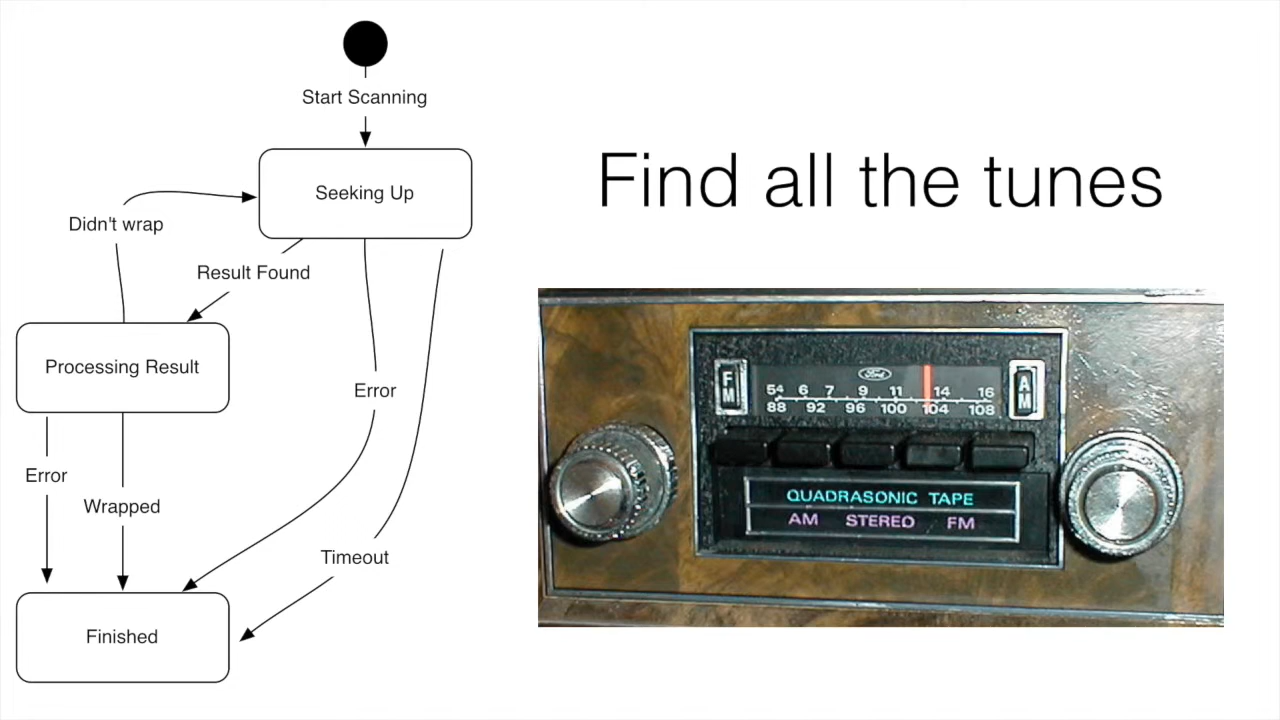 Start Scanning
Seeking Up
Didn't wrap
Result Found
Processing Result
Error
Error
Wrapped
Timeout
Finished
Find all the tunes
FM
Ford
AM
54 6 7 9 11 14 16
88 92 96 100 104 108
QUADRASONIC TAPE
AM STEREO FM